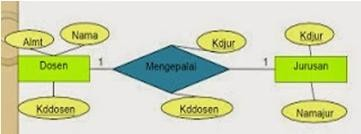 Almt
Nama
Kdjur
Kdjur
Dosen
1
Mengepalai
1
Jurusan
Kddosen
Kddosen
Namajur